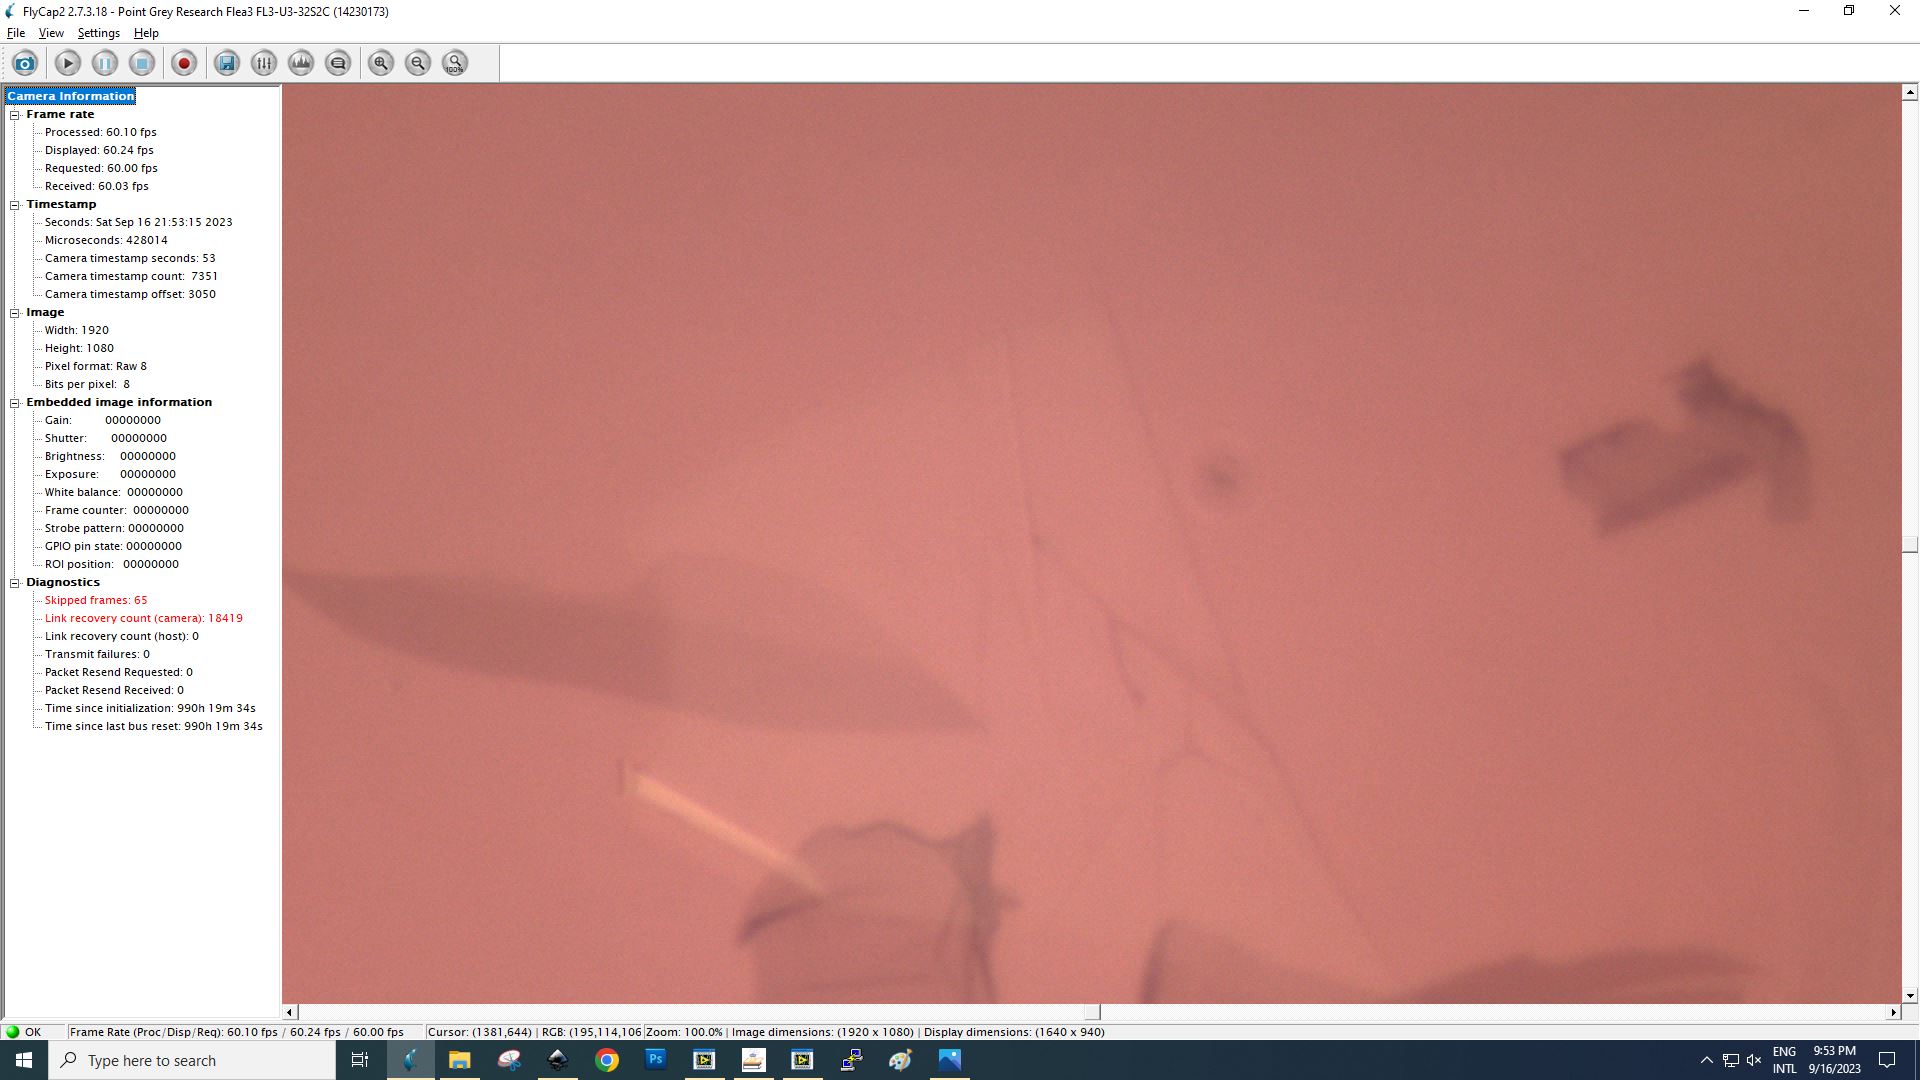 FlyCap2 2.7.3.18 - Point Grey Research Flea3 FL3-U3-32S2C (14230173)
File View Settings Help
100%
Camera Information
Frame rate
Processed: 60.10 fps
Displayed: 60.24 fps
Requested: 60.00 fps
Received: 60.03 fps
Timestamp
Seconds: Sat Sep 16 21:53:15 2023
Microseconds: 428014
Camera timestamp seconds: 53
Camera timestamp count: 7351
Camera timestamp offset: 3050
Image
Width: 1920
Height: 1080
Pixel format: Raw 8
Bits per pixel: 8
Embedded image information
Gain: 00000000
Shutter: 00000000
Brightness: 00000000
Exposure: 00000000
White balance: 00000000
Frame counter: 00000000
Strobe pattern: 00000000
GPIO pin state: 00000000
ROI position: 00000000
Diagnostics
Skipped frames: 65
Link recovery count (camera): 18419
Link recovery count (host): 0
Transmit failures: 0
Packet Resend Requested: 0
Packet Resend Received: 0
Time since initialization: 990h 19m 34s
Time since last bus reset: 990h 19m 34s
OK Frame Rate (Proc/Disp/Req): 60.10 fps / 60.24 fps / 60.00 fps Cursor: (1381,644) | RGB: (195,114,106 Zoom: 100.0% | Image dimensions: (1920 x 1080) | Display dimensions: (1640 x 940)
Type here to search Ps ENG 9:53 PM
INTL 9/16/2023